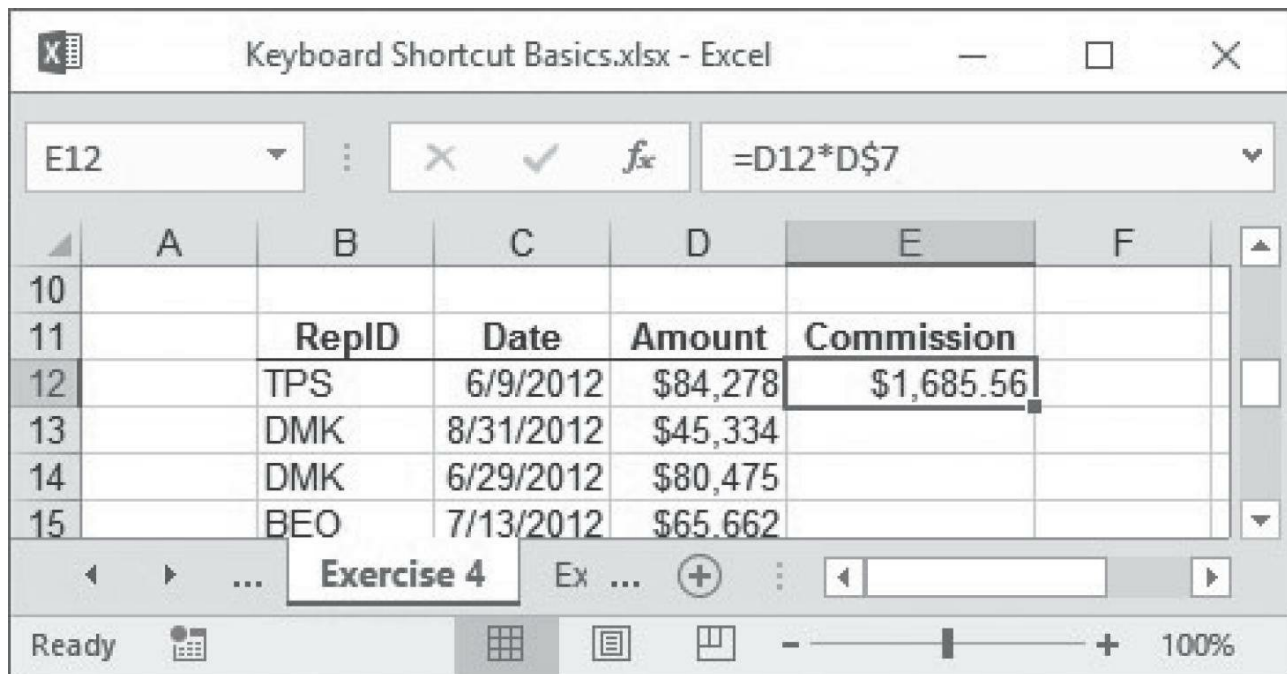 Keyboard Shortcut Basics.xlsx - Excel
E12 fx =D12*D$7
A B C D E F
10
11 RepID Date Amount Commission
12 TPS 6/9/2012 $84,278 $1,685.56
13 DMK 8/31/2012 $45,334
14 DMK 6/29/2012 $80,475
15 BEO 7/13/2012 $65,662
... Exercise 4 Ex ...
Ready 100%